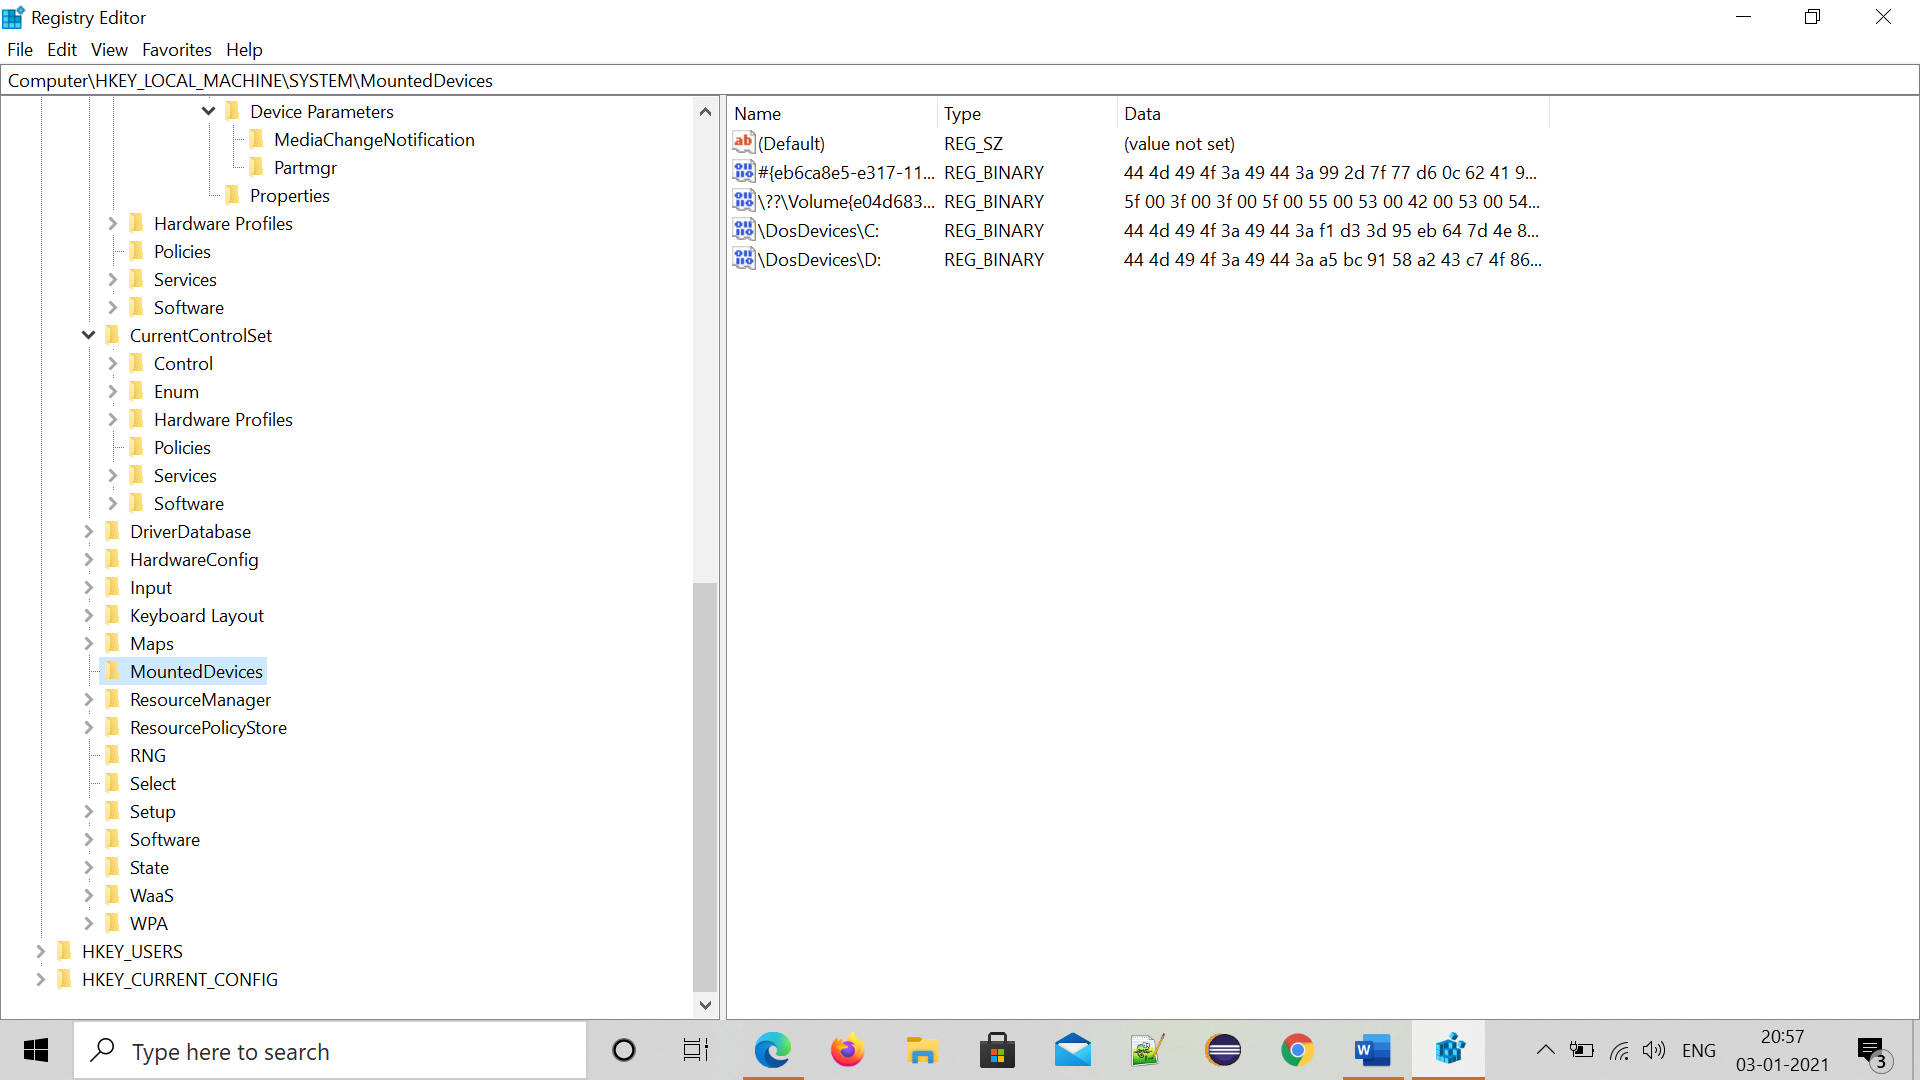 Registry Editor
File Edit View Favorites Help
Computer\HKEY_LOCAL_MACHINE\SYSTEM\MountedDevices
Device Parameters
MediaChangeNotification
Partmgr
Properties
Hardware Profiles
Policies
Services
Software
CurrentControlSet
Control
Enum
Hardware Profiles
Policies
Services
Software
DriverDatabase
HardwareConfig
Input
Keyboard Layout
Maps
MountedDevices
ResourceManager
ResourcePolicyStore
RNG
Select
Setup
Software
State
WaaS
WPA
HKEY_USERS
HKEY_CURRENT_CONFIG
Name Type Data
(Default) REG_SZ (value not set)
#{eb6ca8e5-e317-11... REG_BINARY 44 4d 49 4f 3a 49 44 3a 99 2d 7f 77 d6 0c 62 41 9...
\??\Volume{e04d683... REG_BINARY 5f 00 3f 00 3f 00 5f 00 55 00 53 00 42 00 53 00 54...
\DosDevices\C: REG_BINARY 44 4d 49 4f 3a 49 44 3a f1 d3 3d 95 eb 64 7d 4e 8...
\DosDevices\D: REG_BINARY 44 4d 49 4f 3a 49 44 3a a5 bc 91 58 a2 43 c7 4f 86...
Type here to search
ENG
20:57
03-01-2021
3